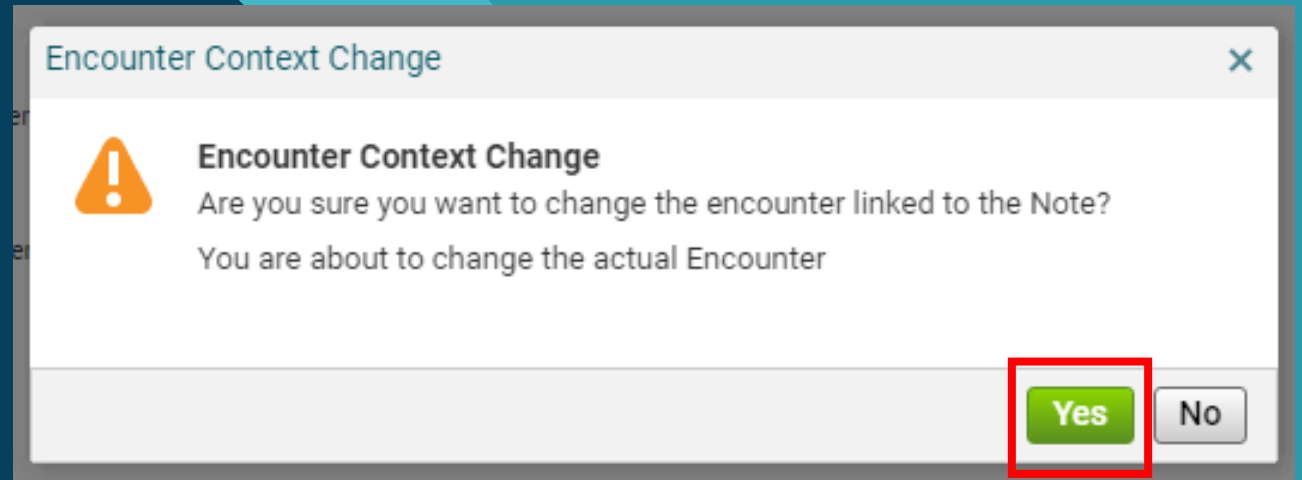 Encounter Context Change
Encounter Context Change
Are you sure you want to change the encounter linked to the Note?
You are about to change the actual Encounter
Yes No